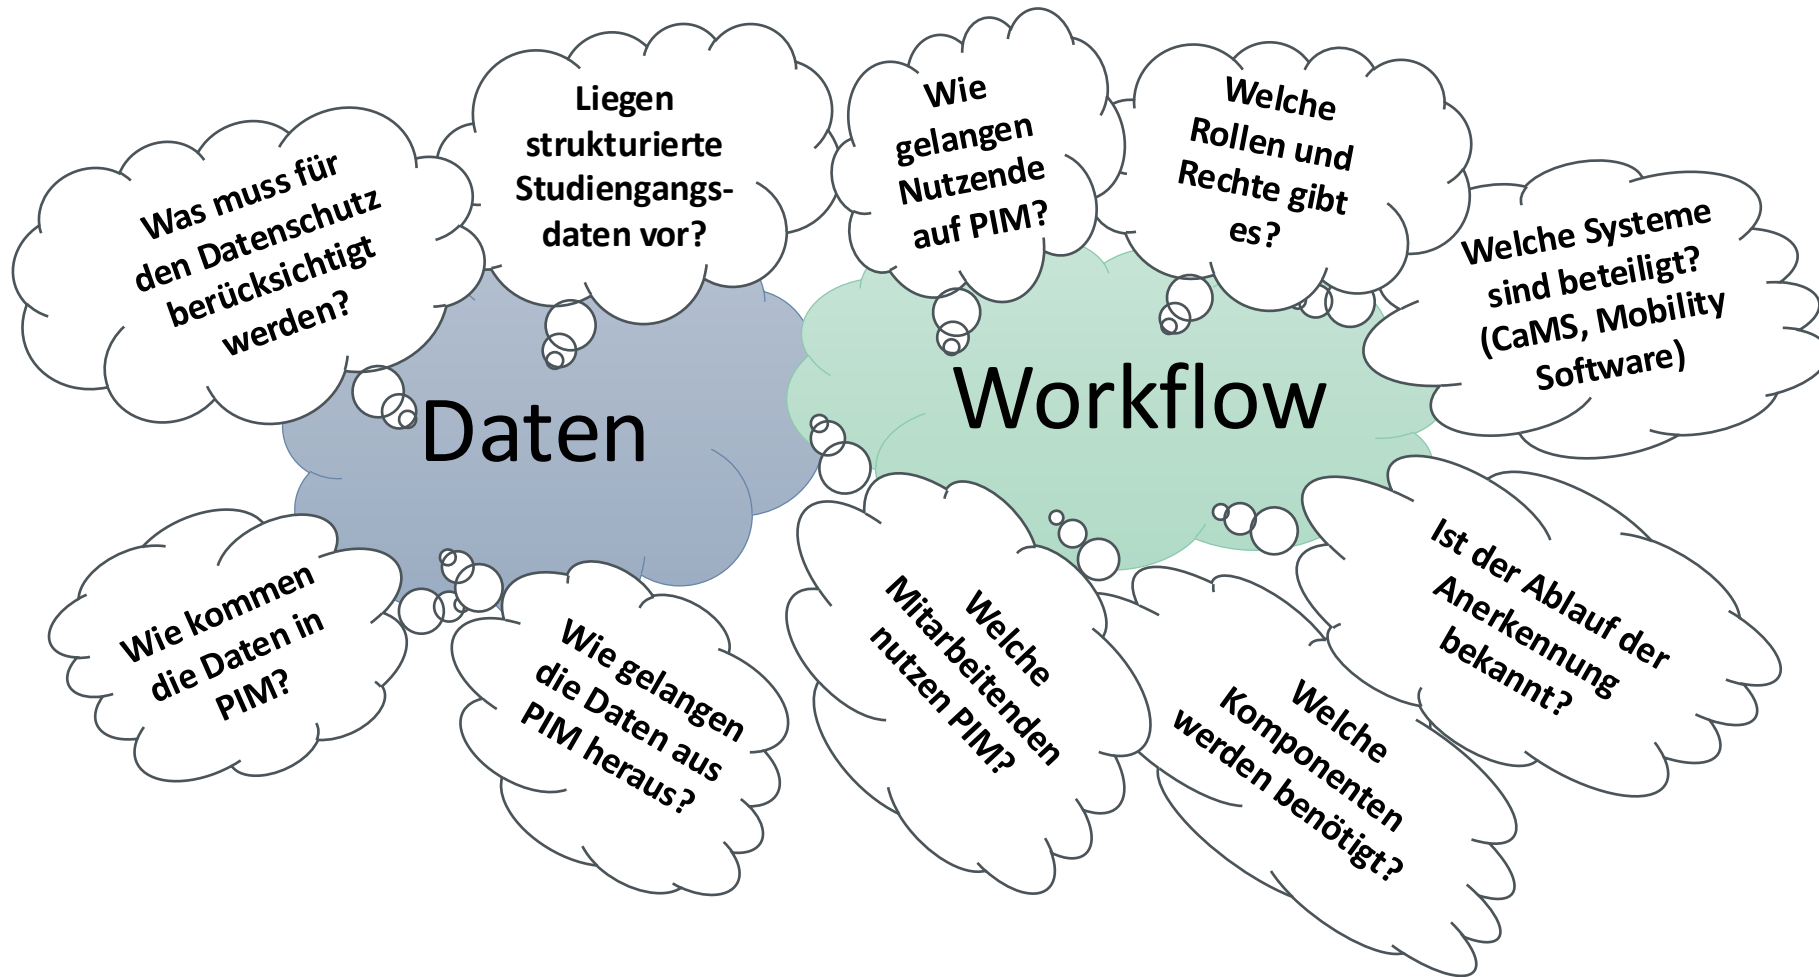 Was muss für
den Datenschutz
berücksichtigt
werden?
Liegen
strukturierte
Studiengangs-
daten vor?
Wie
gelangen
Nutzende
auf PIM?
Welche
Rollen und
Rechte gibt
es?
Welche Systeme
sind beteiligt?
(CaMS, Mobility
Software)
Daten
Workflow
Wie kommen
die Daten in
PIM?
Wie gelangen
die Daten aus
PIM heraus?
Welche
Mitarbeitenden
nutzen PIM?
Welche
Komponenten
werden benötigt?
Ist der Ablauf der
Anerkennung
bekannt?